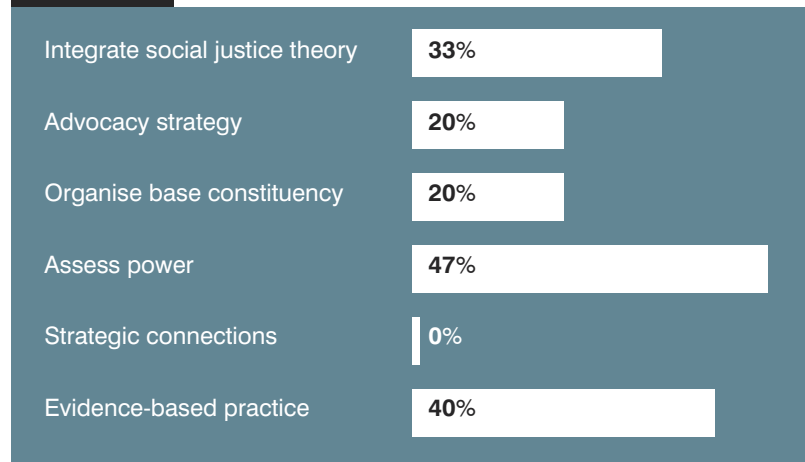 Integrate social justice theory 33%
Advocacy strategy 20%
Organise base constituency 20%
Assess power 47%
Strategic connections 0%
Evidence-based practice 40%